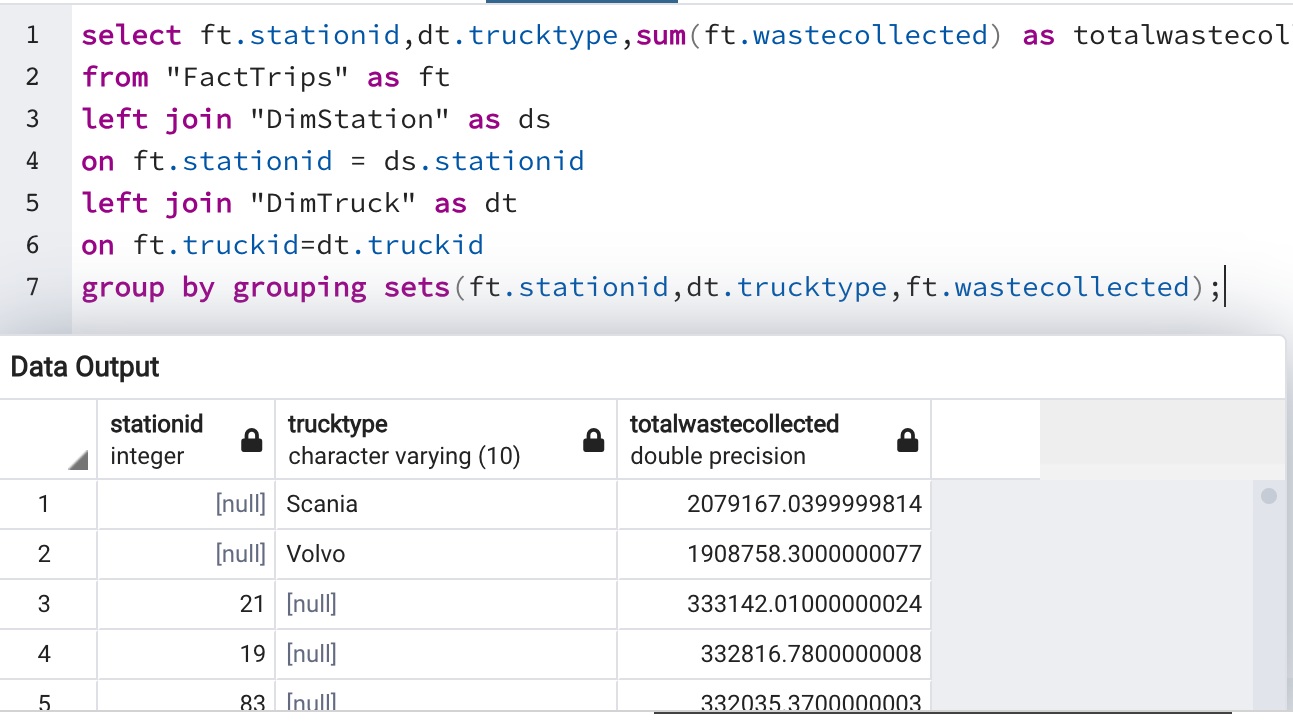 1 select ft.stationid,dt.trucktype,sum(ft.wastecollected) as totalwastecol
2 from "FactTrips" as ft
3 left join "DimStation" as ds
4 on ft.stationid = ds.stationid
5 left join "DimTruck" as dt
6 on ft.truckid=dt.truckid
7 group by grouping sets(ft.stationid,dt.trucktype,ft.wastecollected);
Data Output
stationid trucktype totalwastecollected
integer character varying (10) double precision
1 [null] Scania 2079167.0399999814
2 [null] Volvo 1908758.3000000077
3 21 [null] 333142.01000000024
4 19 [null] 332816.7800000008
5 83 [null] 332035.3700000003